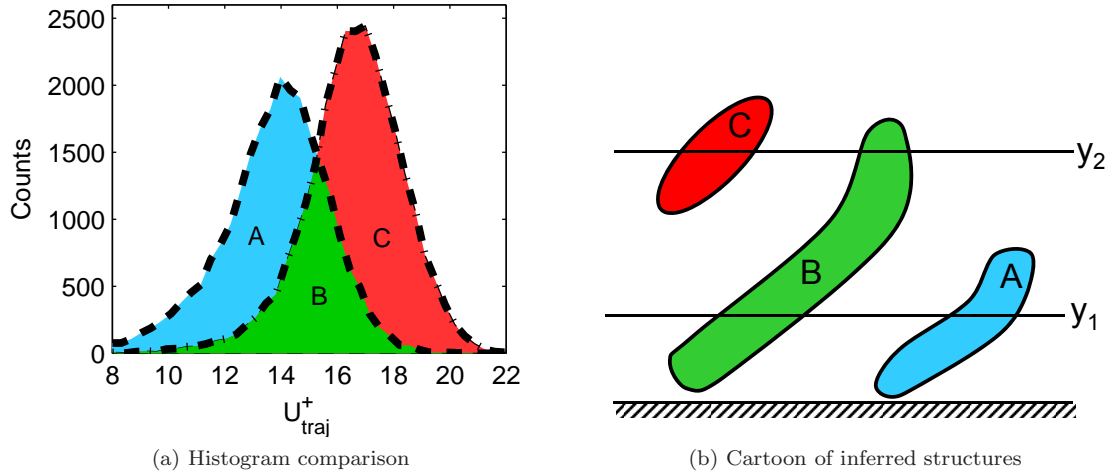 2500
2000
1500
1000
500
0
Counts
A
B
C
8 10 12 14 16 18 20 22
U+traj
(a) Histogram comparison
C
B
A
y2
y1
(b) Cartoon of inferred structures